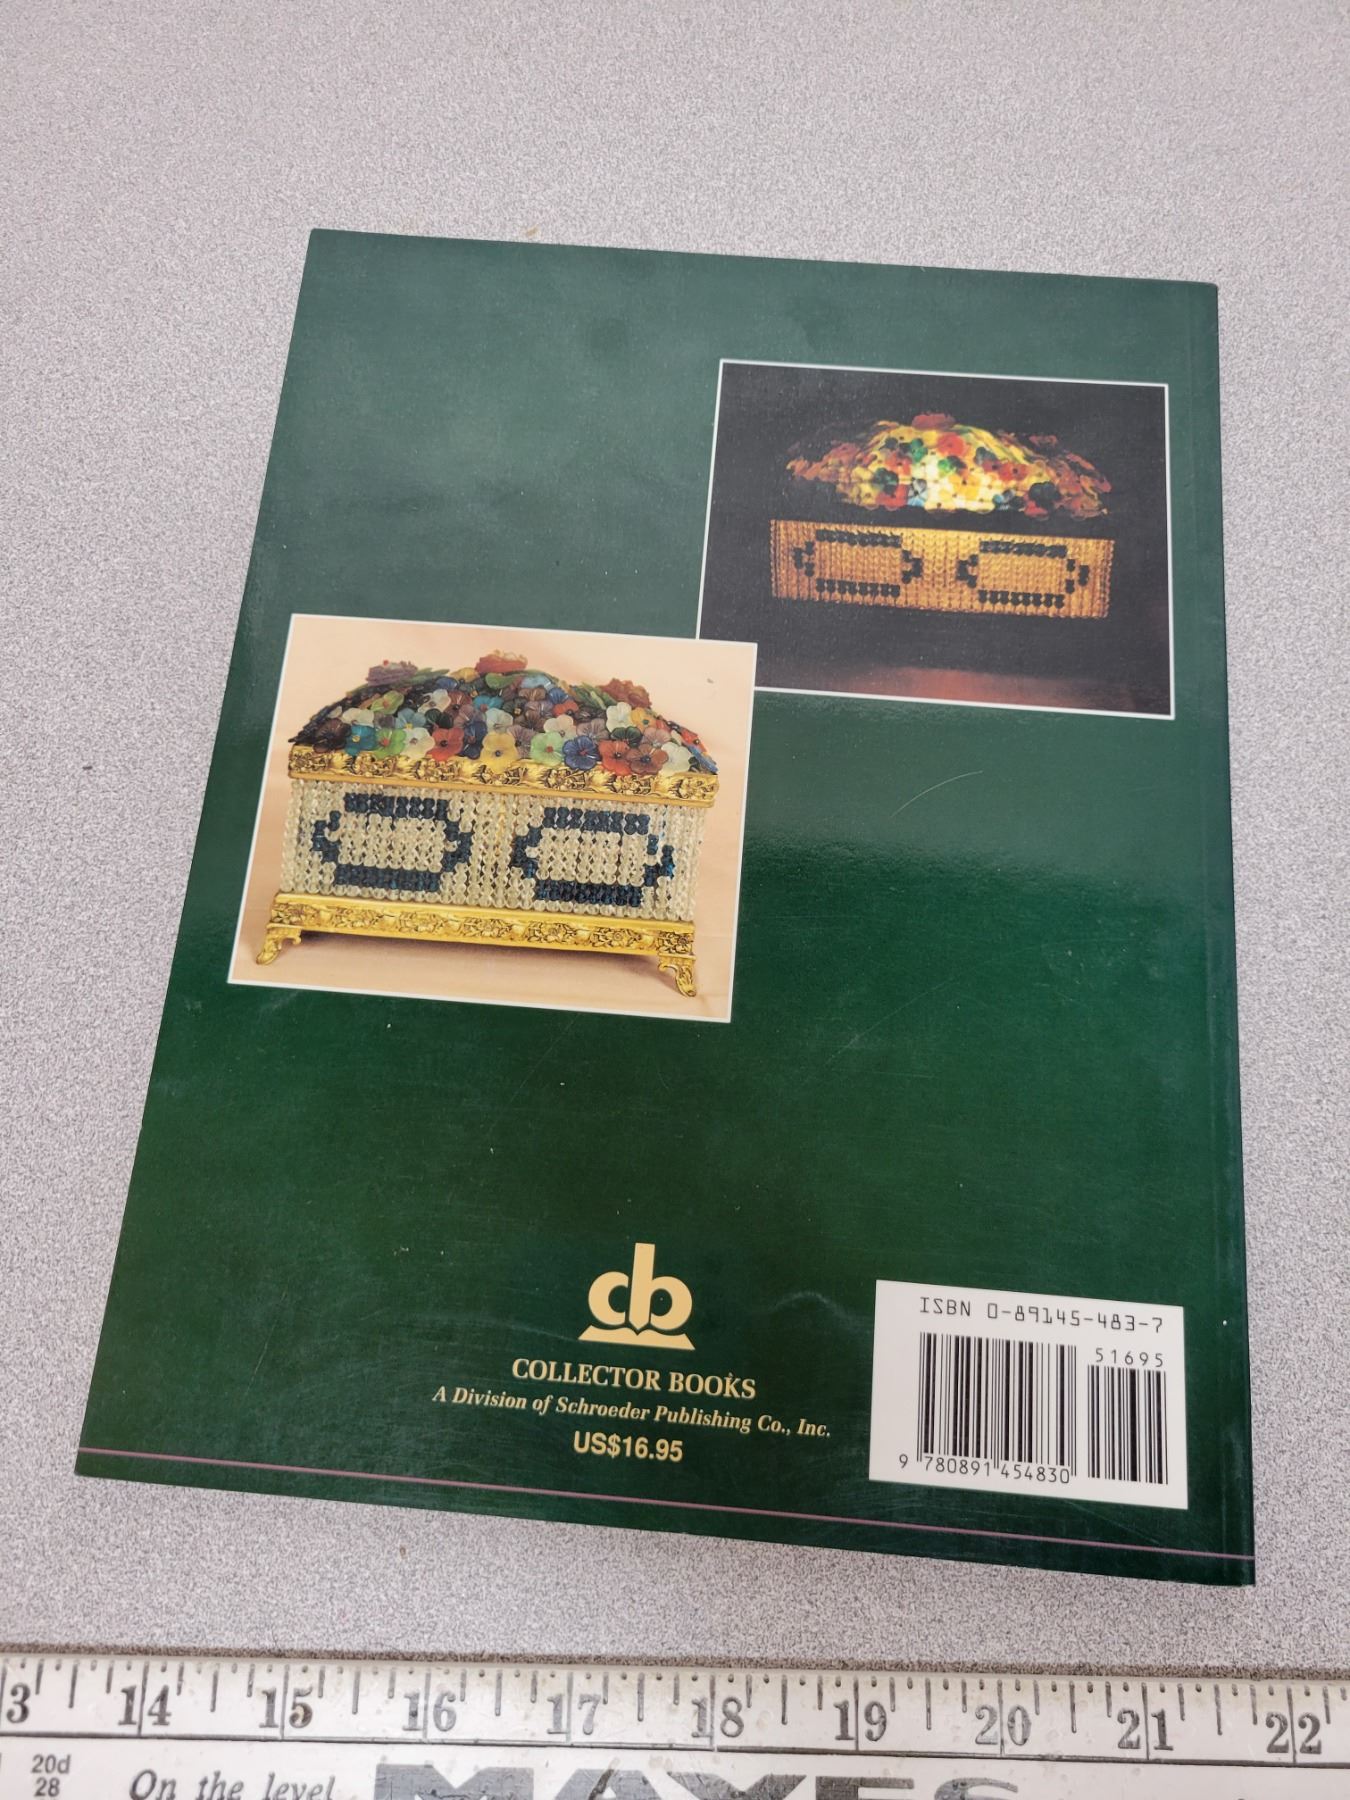 cb
COLLECTOR BOOKS
A Division of Schroeder Publishing Co., Inc.
US$16.95
ISBN 0-89145-483-7
51695
9 780891 454830
3 14 15 16 17 18 19 20 21 22
20d
28
On the level
MAYES